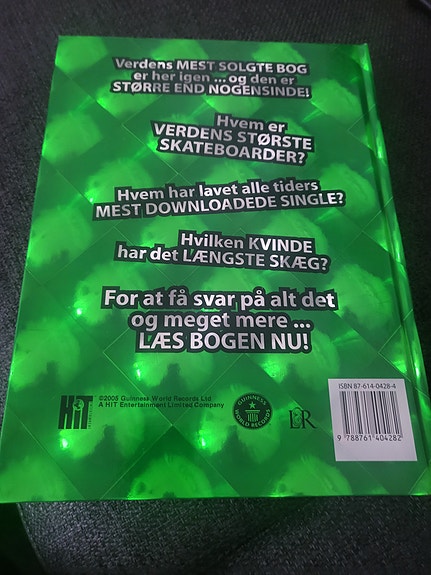 Verdens MEST SOLGTE BOG
er her igen ... og den er
STØRRE END NOGENSINDE!
Hvem er
VERDENS STØRSTE
SKATEBOARDER?
Hvem har lavet alle tiders
MEST DOWNLOADEDE SINGLE?
Hvilken KVINDE
har det LÆNGSTE SKÆG?
For at få svar på alt det
og meget mere ...
LÆS BOGEN NU!
HiT
©2005 Guinness World Records Ltd
A HIT Entertainment Limited Company
GUINNESS
WORLD RECORDS
LR
ISBN 87-614-0428-4
9 788761 404282